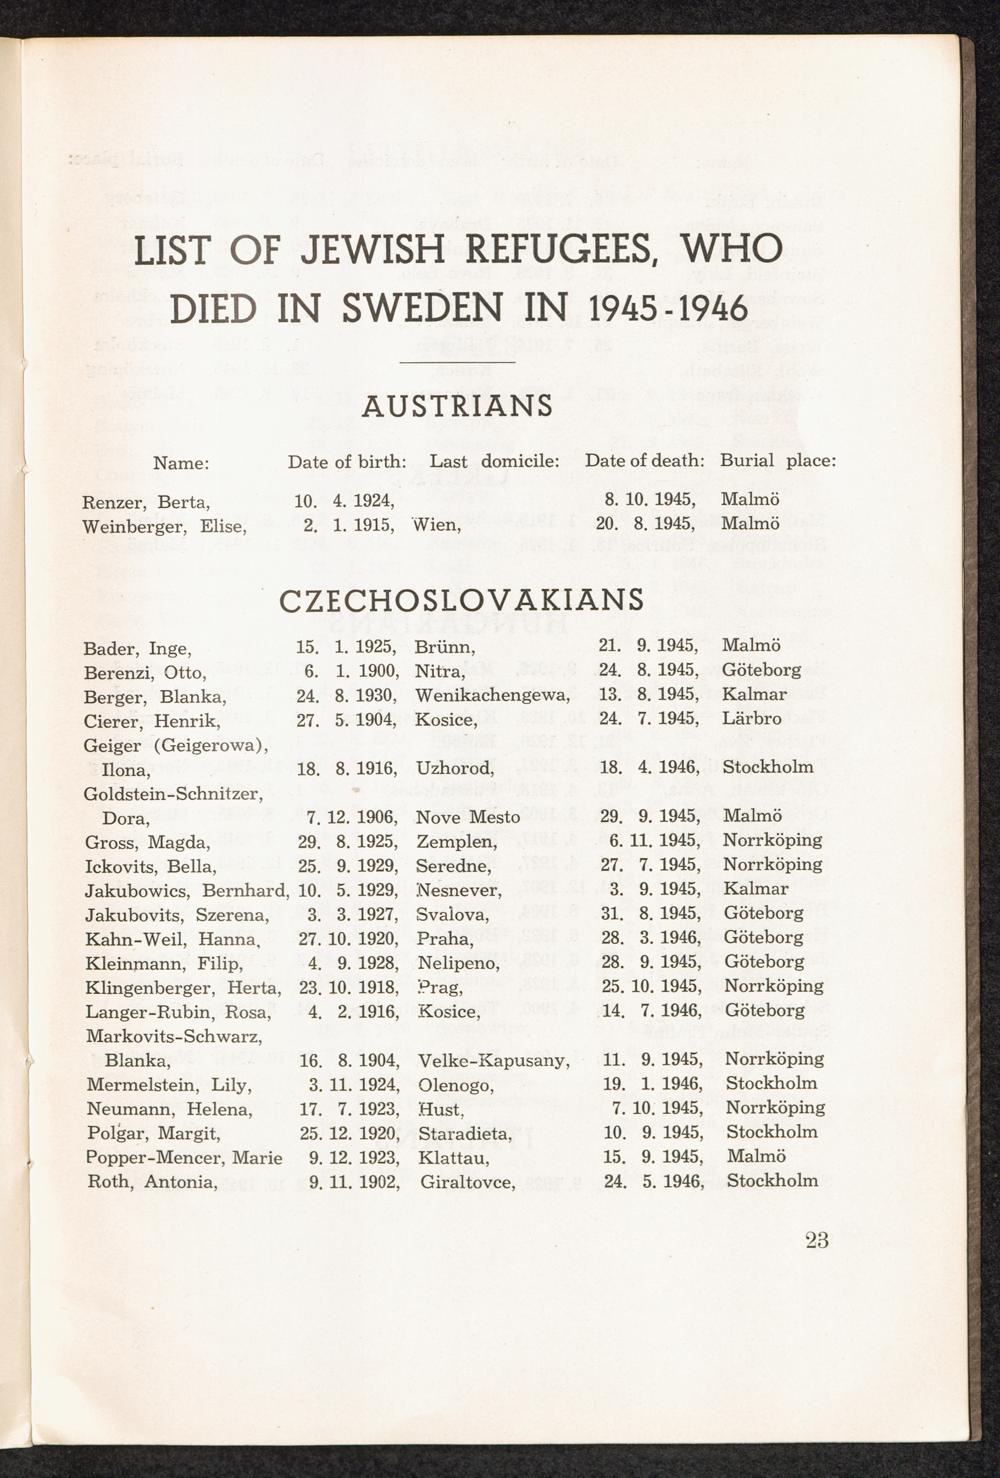 LIST OF JEWISH REFUGEES, WHO
DIED IN SWEDEN IN 1945-1946
AUSTRIANS
Name: Date of birth: Last domicile: Date of death: Burial place:
Renzer, Berta, 10. 4. 1924, 8. 10. 1945, Malmö
Weinberger, Elise, 2. 1. 1915, Wien, 20. 8. 1945, Malmö
CZECHOSLOVAKIANS
Bader, Inge, 15. 1. 1925, Brünn, 21. 9. 1945, Malmö
Berenzi, Otto, 6. 1. 1900, Nitra, 24. 8. 1945, Göteborg
Berger, Blanka, 24. 8. 1930, Wenikachengewa, 13. 8. 1945, Kalmar
Cierer, Henrik, 27. 5. 1904, Kosice, 24. 7. 1945, Lärbro
Geiger (Geigerowa),
Ilona, 18. 8. 1916, Uzhorod, 18. 4. 1946, Stockholm
Goldstein-Schnitzer,
Dora, 7. 12. 1906, Nove Mesto 29. 9. 1945, Malmö
Gross, Magda, 29. 8. 1925, Zemplen, 6. 11. 1945, Norrköping
Ickovits, Bella, 25. 9. 1929, Seredne, 27. 7. 1945, Norrköping
Jakubowics, Bernhard, 10. 5. 1929, Nesnever, 3. 9. 1945, Kalmar
Jakubovits, Szerena, 3. 3. 1927, Svalova, 31. 8. 1945, Göteborg
Kahn-Weil, Hanna, 27. 10. 1920, Praha, 28. 3. 1946, Göteborg
Kleinmann, Filip, 4. 9. 1928, Nelipeno, 28. 9. 1945, Göteborg
Klingenberger, Herta, 23. 10. 1918, Prag, 25. 10. 1945, Norrköping
Langer-Rubin, Rosa, 4. 2. 1916, Kosice, 14. 7. 1946, Göteborg
Markovits-Schwarz,
Blanka, 16. 8. 1904, Velke-Kapusany, 11. 9. 1945, Norrköping
Mermelstein, Lily, 3. 11. 1924, Olenogo, 19. 1. 1946, Stockholm
Neumann, Helena, 17. 7. 1923, Hust, 7. 10. 1945, Norrköping
Polgar, Margit, 25. 12. 1920, Staradieta, 10. 9. 1945, Stockholm
Popper-Mencer, Marie 9. 12. 1923, Klattau, 15. 9. 1945, Malmö
Roth, Antonia, 9. 11. 1902, Giraltovce, 24. 5. 1946, Stockholm
23